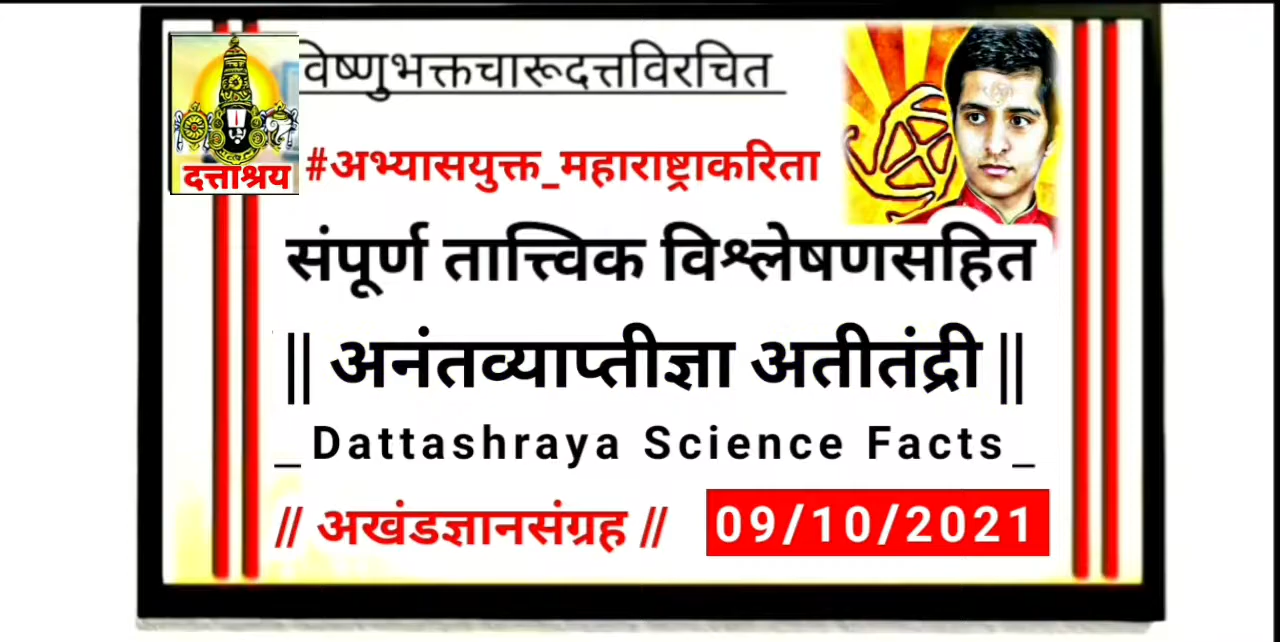 विष्णुभक्तचारूदत्तविरचित
दत्ताश्रय
#अभ्यासयुक्त_महाराष्ट्राकरिता
संपूर्ण तात्त्विक विश्लेषणसहित
|| अनंतव्याप्तीज्ञा अतीतंद्री ||
_Dattashraya Science Facts_
// अखंडज्ञानसंग्रह // 09/10/2021